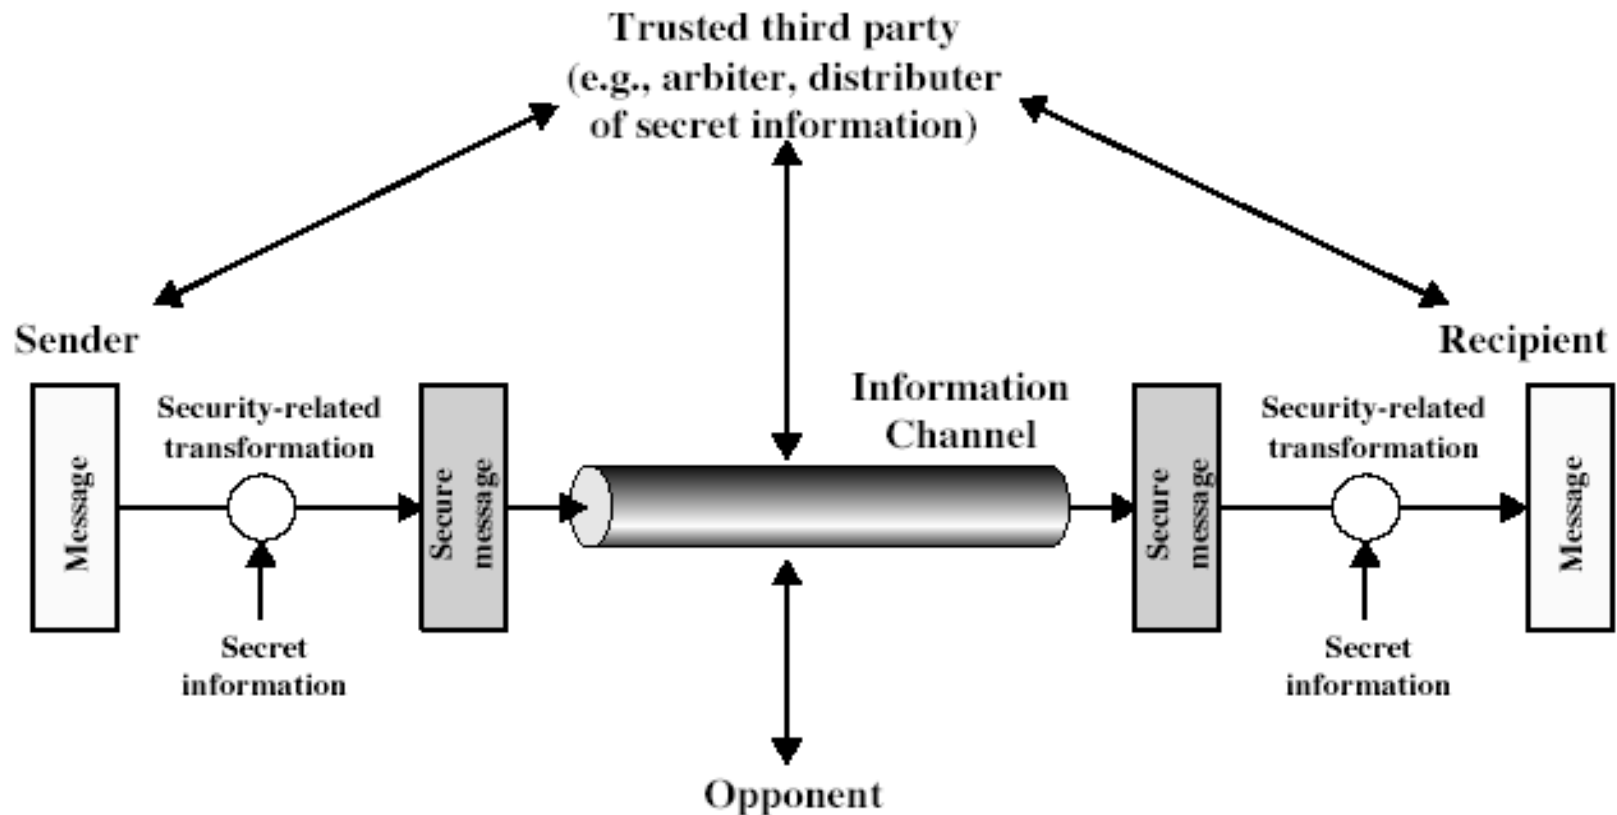 Trusted third party
(e.g., arbiter, distributer
of secret information)
Sender
Recipient
Information
Channel
Security-related
transformation
Security-related
transformation
Message
Secure
message
Secure
message
Message
Secret
information
Secret
information
Opponent